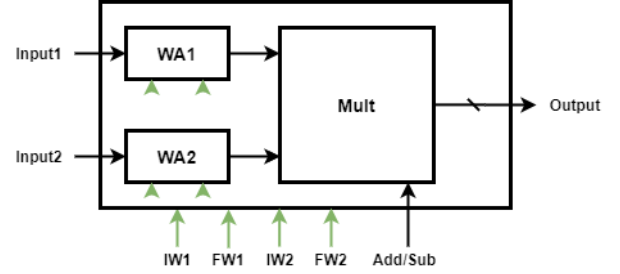 Input1
WA1
Mult
Output
Input2
WA2
IW1 FW1 IW2 FW2 Add/Sub